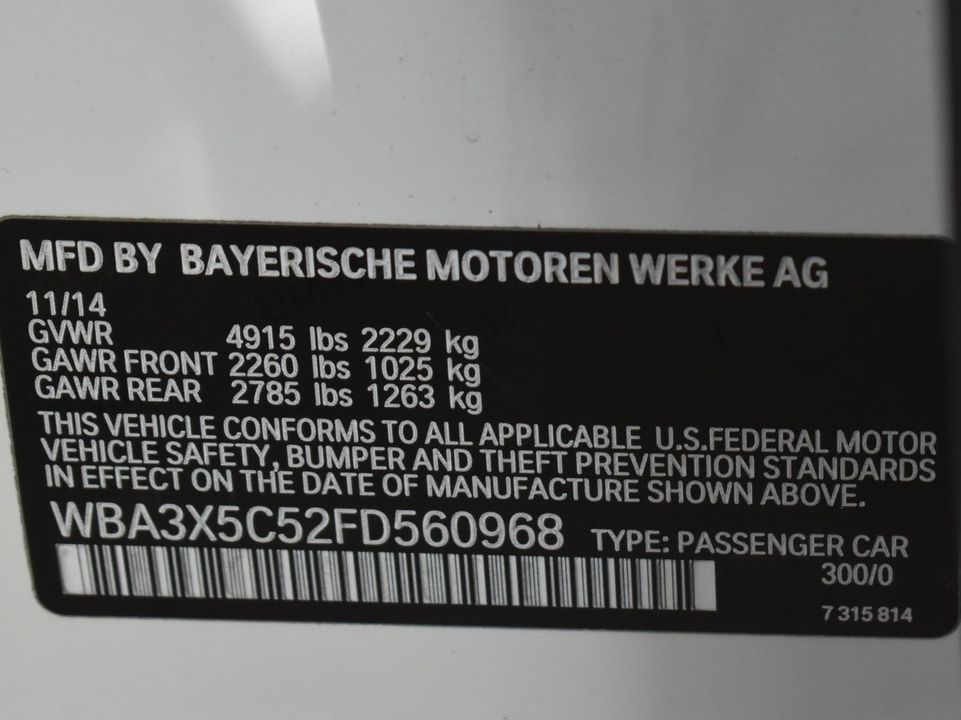 MFD BY BAYERISCHE MOTOREN WERKE AG
11/14
GVWR 4915 lbs 2229 kg
GAWR FRONT 2260 lbs 1025 kg
GAWR REAR 2785 lbs 1263 kg
THIS VEHICLE CONFORMS TO ALL APPLICABLE U.S.FEDERAL MOTOR
VEHICLE SAFETY, BUMPER AND THEFT PREVENTION STANDARDS
IN EFFECT ON THE DATE OF MANUFACTURE SHOWN ABOVE.
WBA3X5C52FD560968 TYPE: PASSENGER CAR
300/0
7 315 814